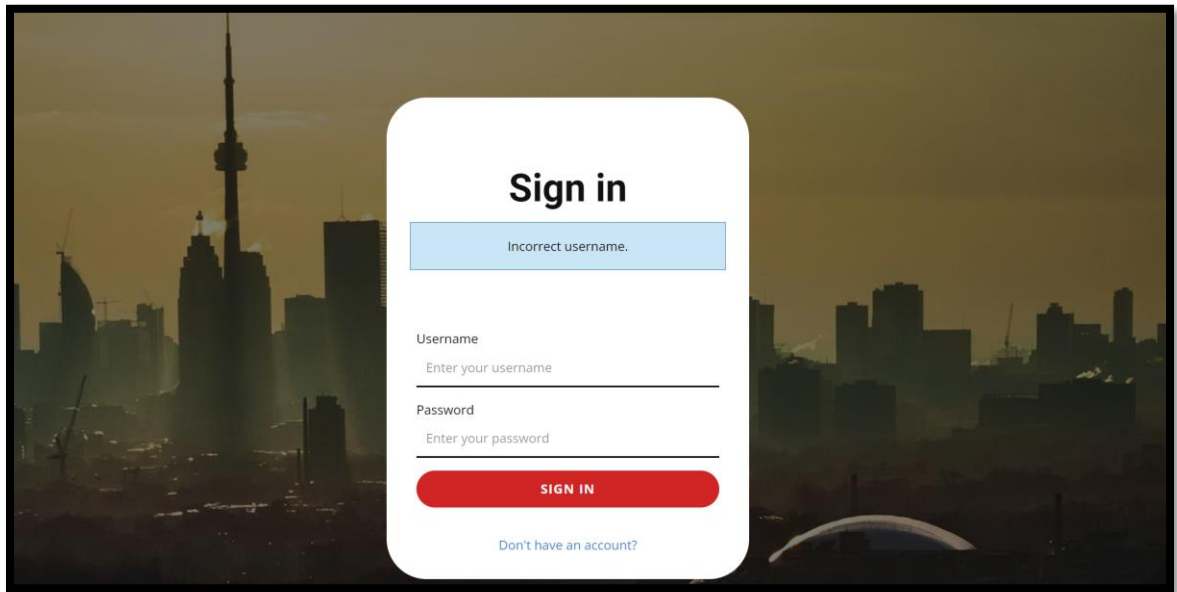 Sign in
Incorrect username.
Username
Enter your username
Password
Enter your password
SIGN IN
Don't have an account?